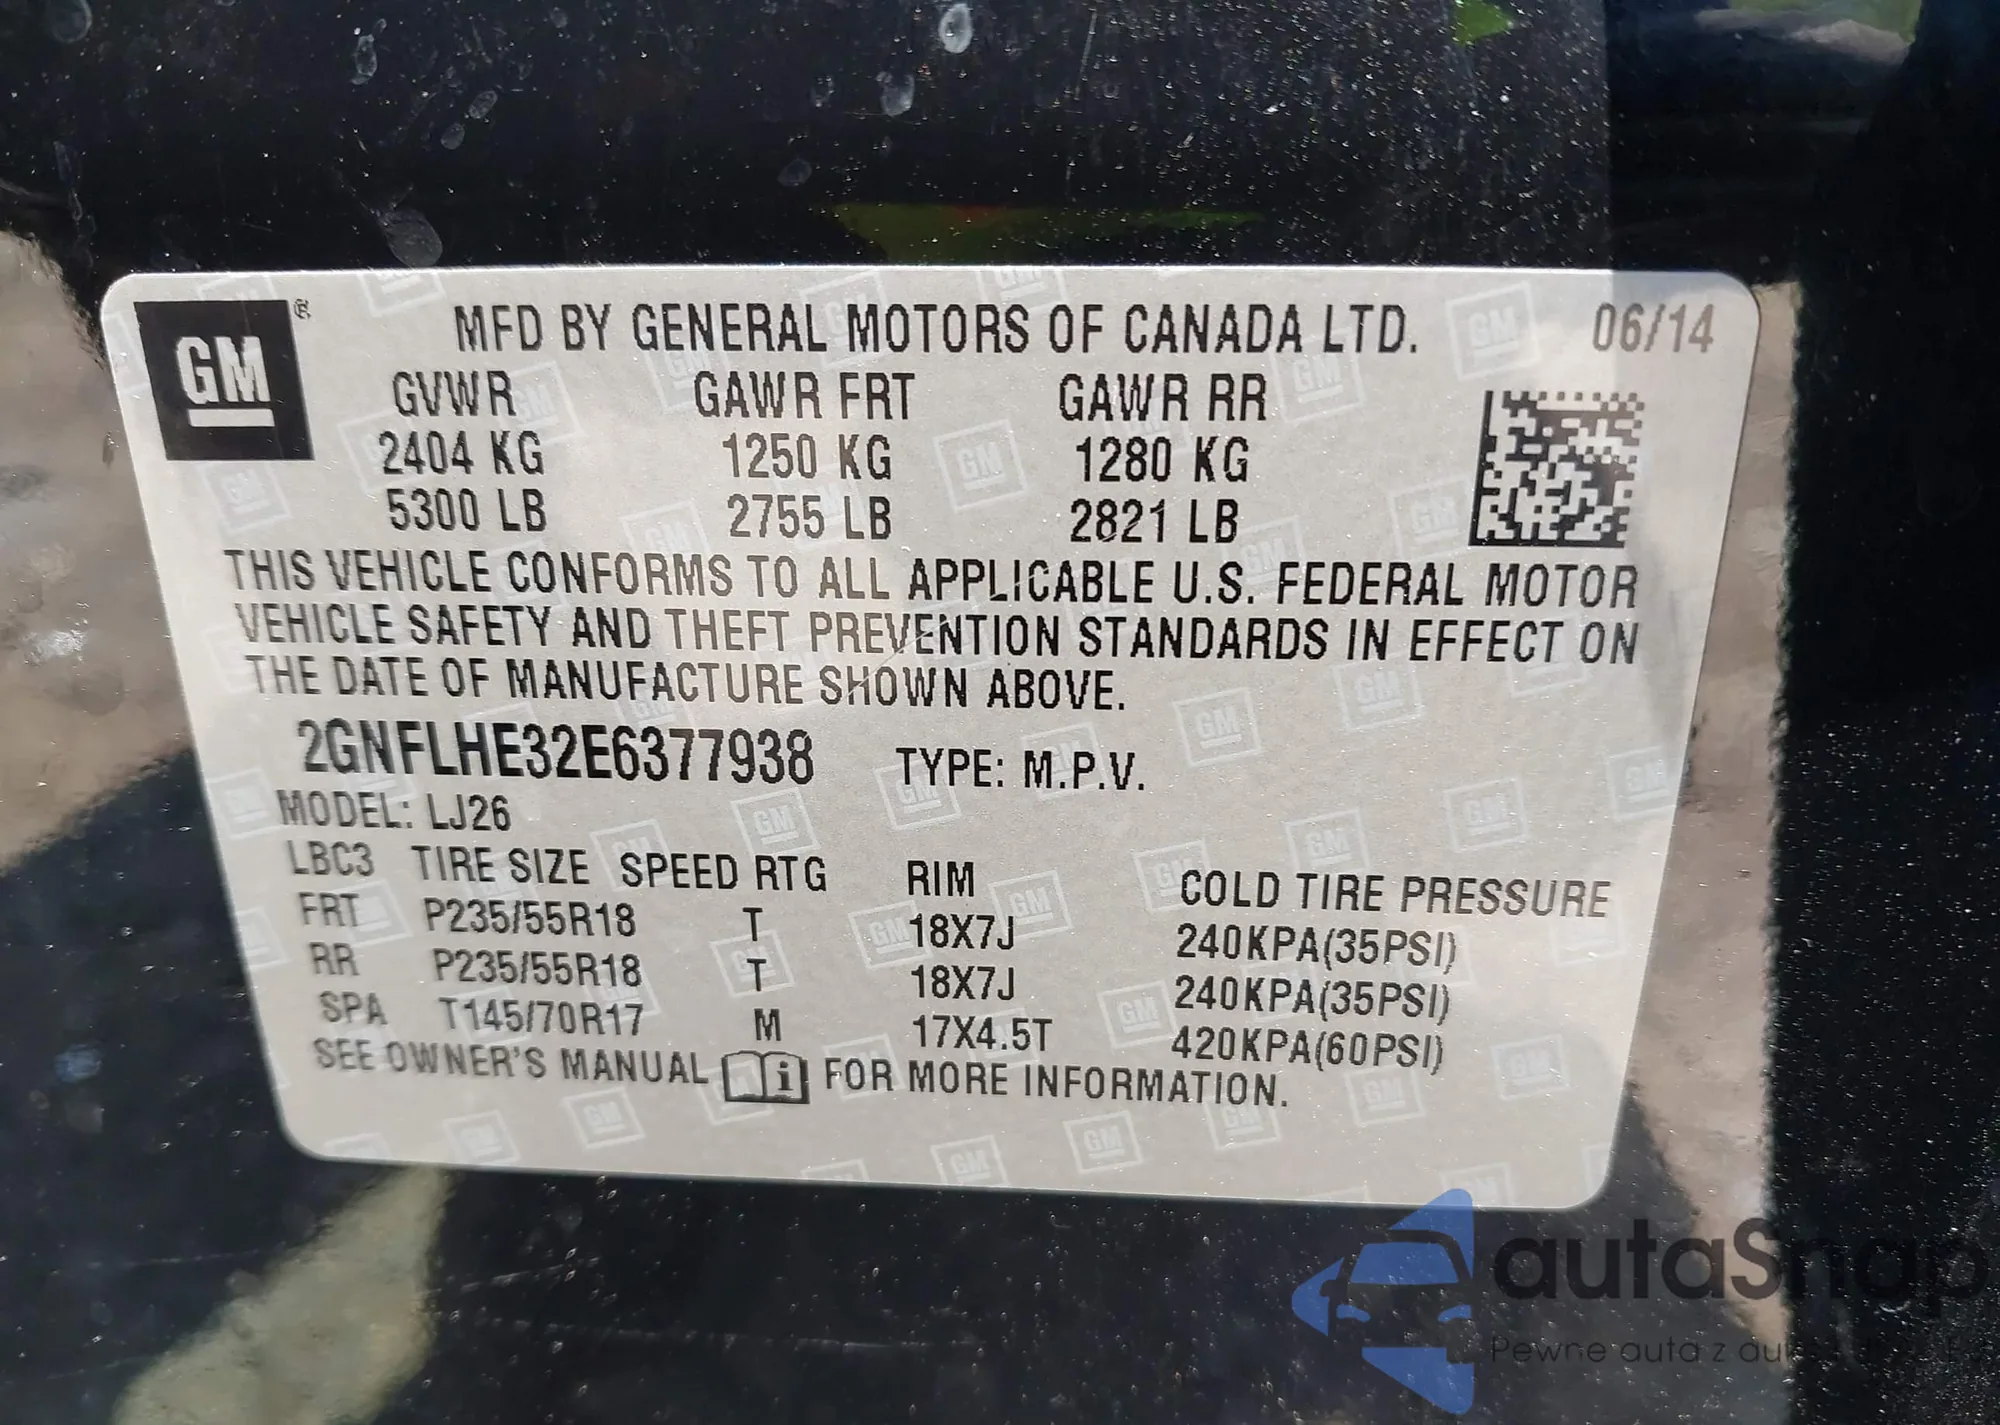 GM ® MFD BY GENERAL MOTORS OF CANADA LTD. 06/14
GVWR GAWR FRT GAWR RR
2404 KG 1250 KG 1280 KG
5300 LB 2755 LB 2821 LB
THIS VEHICLE CONFORMS TO ALL APPLICABLE U.S. FEDERAL MOTOR
VEHICLE SAFETY AND THEFT PREVENTION STANDARDS IN EFFECT ON
THE DATE OF MANUFACTURE SHOWN ABOVE.
2GNFLHE32E6377938 TYPE: M.P.V.
MODEL: LJ26
LBC3 TIRE SIZE SPEED RTG RIM COLD TIRE PRESSURE
FRT P235/55R18 T 18X7J 240KPA(35PSI)
RR P235/55R18 T 18X7J 240KPA(35PSI)
SPA T145/70R17 M 17X4.5T 420KPA(60PSI)
SEE OWNER'S MANUAL i FOR MORE INFORMATION.
autaSnap
Pewne auta z